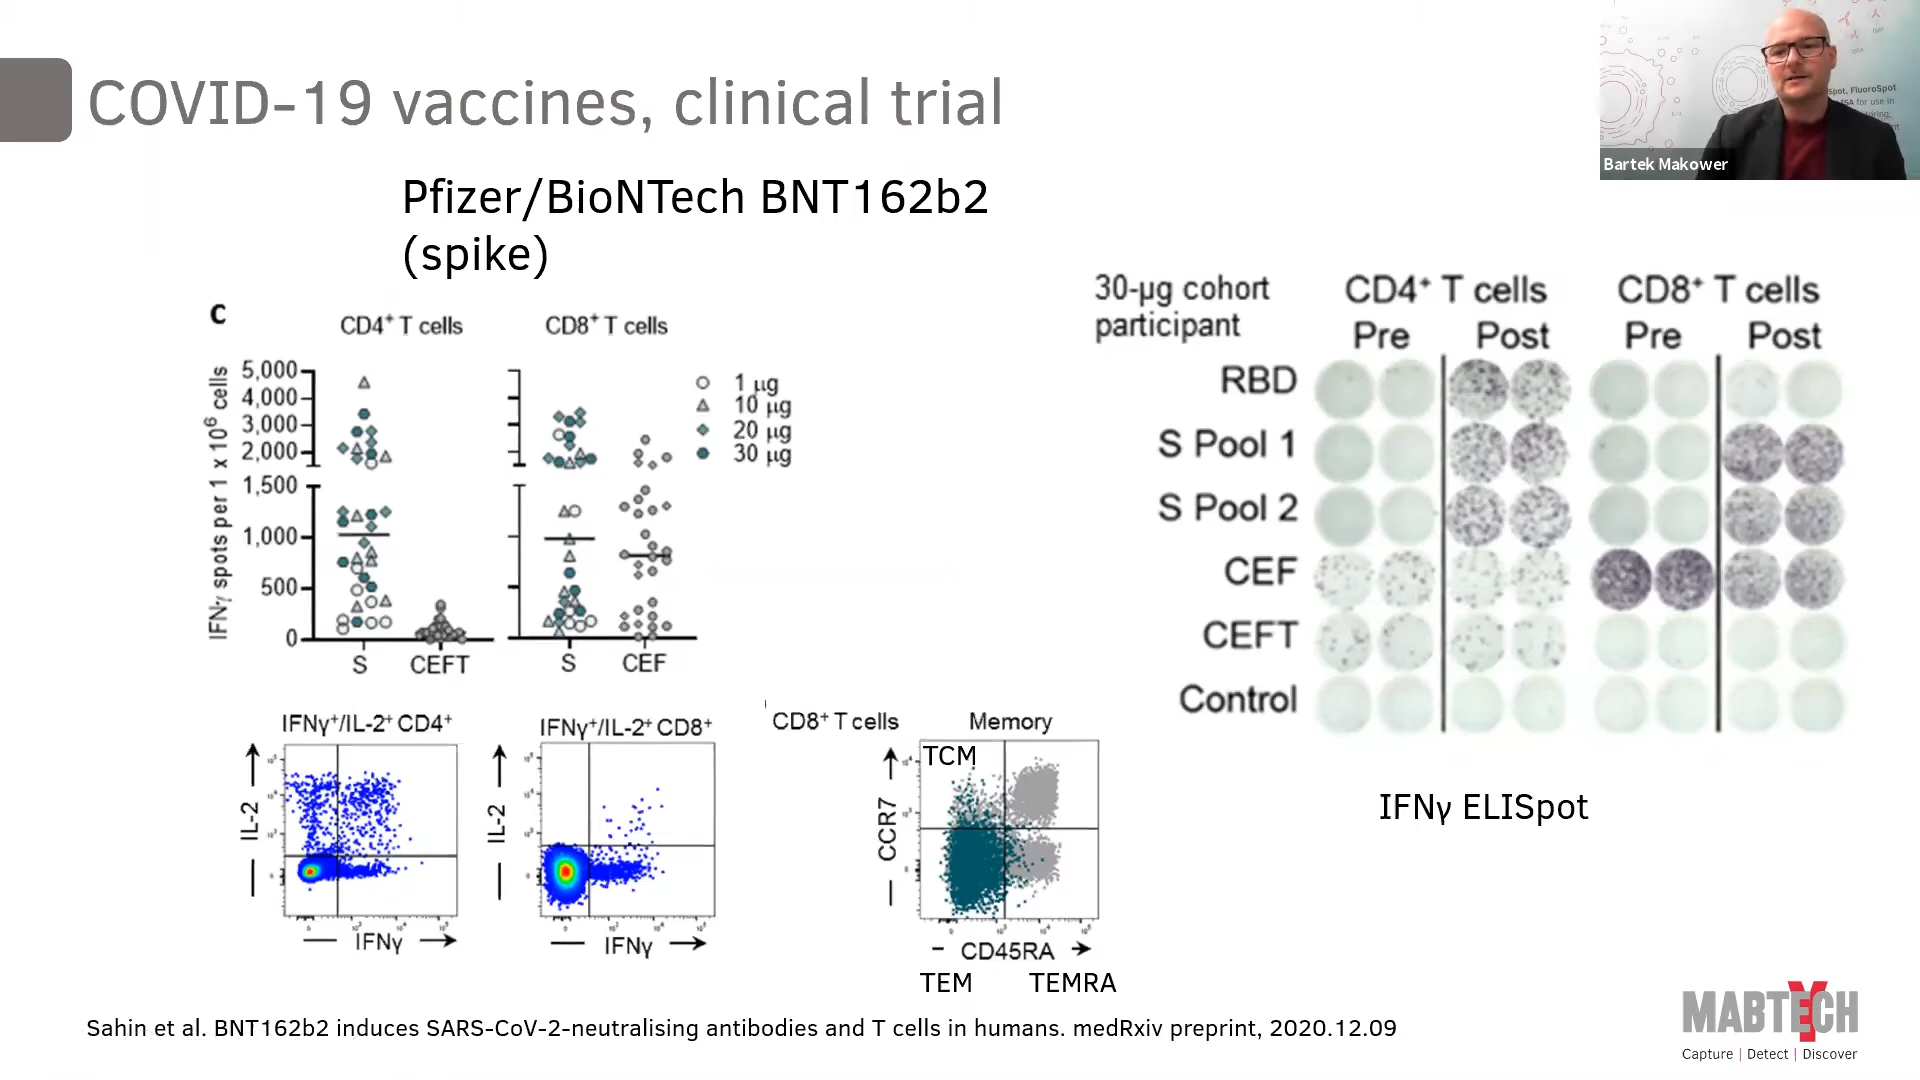 COVID-19 vaccines, clinical trial
Pfizer/BioNTech BNT162b2
(spike)
C
CD4⁺ T cells
CD8⁺ T cells
IFNγ spots per 1 x 10⁶ cells
5,000
4,000
3,000
2,000
1,500
1,000
500
0
S
CEFT
S
CEF
1 µg
10 µg
20 µg
30 µg
30-µg cohort
participant
CD4⁺ T cells
CD8⁺ T cells
Pre
Post
Pre
Post
RBD
S Pool 1
S Pool 2
CEF
CEFT
Control
IFNγ ELISpot
IFNγ⁺/IL-2⁺ CD4⁺
IL-2
IFNγ
IFNγ⁺/IL-2⁺ CD8⁺
IL-2
IFNγ
CD8⁺ T cells
Memory
TCM
CCR7
CD45RA
TEM
TEMRA
Sahin et al. BNT162b2 induces SARS-CoV-2-neutralising antibodies and T cells in humans. medRxiv preprint, 2020.12.09
MABTECH
Capture | Detect | Discover
Bartek Makower
Spot, FluoroSpot
for use in